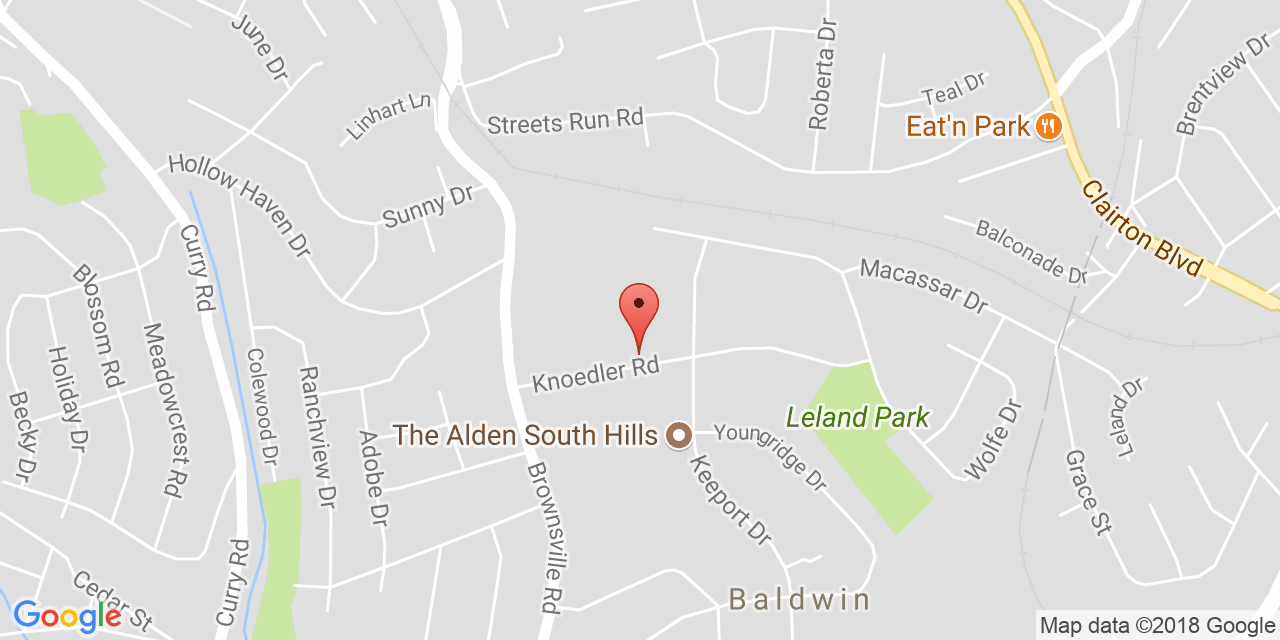 June Dr
Roberta Dr
Brentview Dr
Teal Dr
Linhart Ln
Streets Run Rd
Eat'n Park
Hollow Haven Dr
Sunny Dr
Clairton Blvd
Curry Rd
Balconade Dr
Macassar Dr
Blossom Rd
Meadowcrest Rd
Holiday Dr
Becky Dr
Colewood Dr
Ranchview Dr
Adobe Dr
Knoedler Rd
Leland Park
Leland Dr
Wolfe Dr
The Alden South Hills
Youngridge Dr
Keeport Dr
Grace St
Brownsville Rd
Curry Rd
Cedar St
Baldwin
Google
Map data ©2018 Google